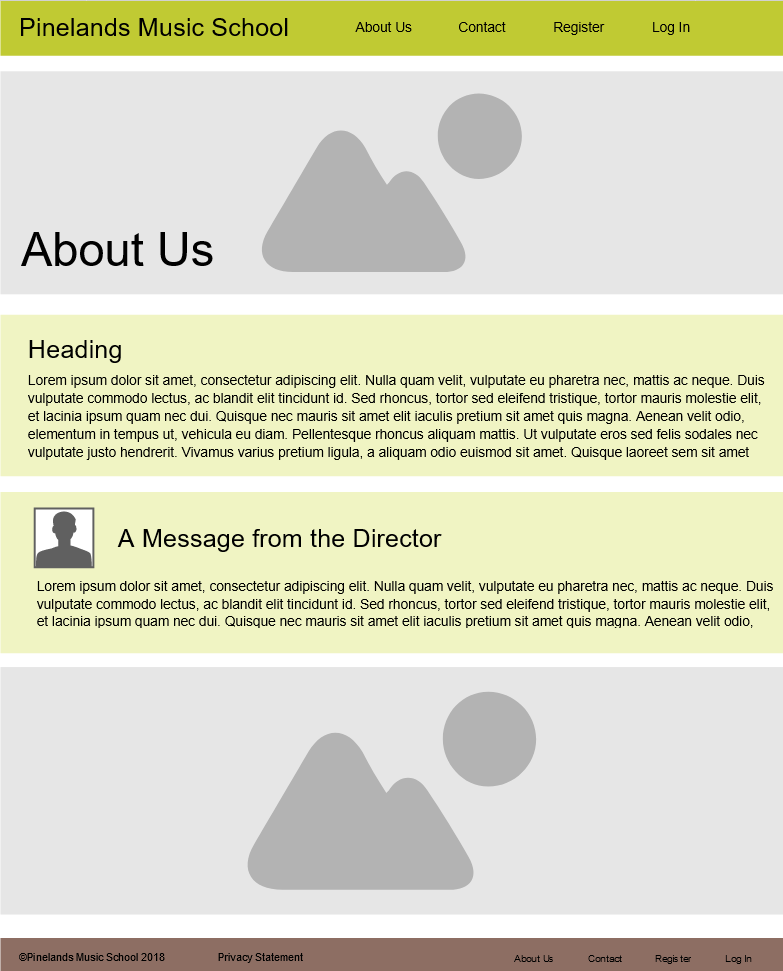 Pinelands Music School About Us Contact Register Log In
About Us
Heading
Lorem ipsum dolor sit amet, consectetur adipiscing elit. Nulla quam velit, vulputate eu pharetra nec, mattis ac neque. Duis
vulputate commodo lectus, ac blandit elit tincidunt id. Sed rhoncus, tortor sed eleifend tristique, tortor mauris molestie elit,
et lacinia ipsum quam nec dui. Quisque nec mauris sit amet elit iaculis pretium sit amet quis magna. Aenean velit odio,
elementum in tempus ut, vehicula eu diam. Pellentesque rhoncus aliquam mattis. Ut vulputate eros sed felis sodales nec
vulputate justo hendrerit. Vivamus varius pretium ligula, a aliquam odio euismod sit amet. Quisque laoreet sem sit amet
A Message from the Director
Lorem ipsum dolor sit amet, consectetur adipiscing elit. Nulla quam velit, vulputate eu pharetra nec, mattis ac neque. Duis
vulputate commodo lectus, ac blandit elit tincidunt id. Sed rhoncus, tortor sed eleifend tristique, tortor mauris molestie elit,
et lacinia ipsum quam nec dui. Quisque nec mauris sit amet elit iaculis pretium sit amet quis magna. Aenean velit odio,
©Pinelands Music School 2018 Privacy Statement About Us Contact Register Log In